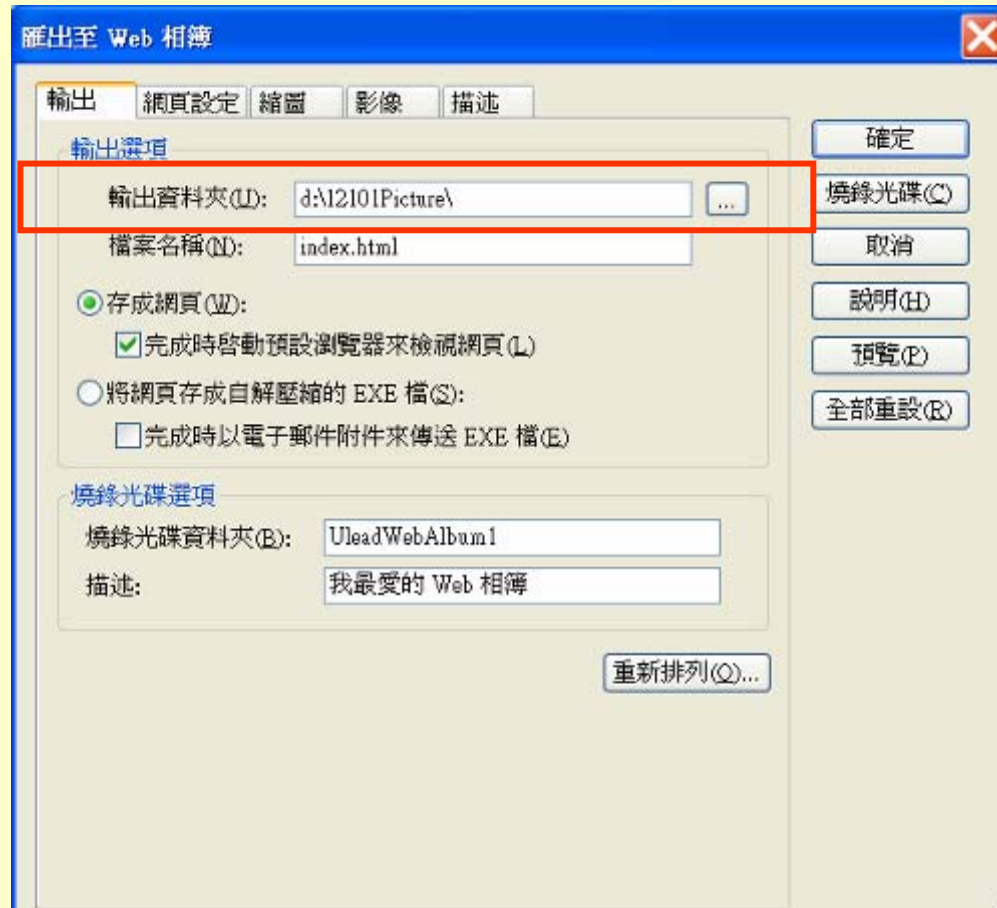 匯出至 Web 相簿
輸出 網頁設定 縮圖 影像 描述
輸出選項
輸出資料夾(U): d:\12101Picture\ ...
檔案名稱(N): index.html
存成網頁(W):
完成時啓動預設瀏覽器來檢視網頁(L)
將網頁存成自解壓縮的 EXE 檔(S):
完成時以電子郵件附件來傳送 EXE 檔(E)
燒錄光碟選項
燒錄光碟資料夾(B): UleadWebAlbum1
描述: 我最愛的 Web 相簿
重新排列(O)...
確定
燒錄光碟(C)
取消
說明(H)
預覽(P)
全部重設(R)